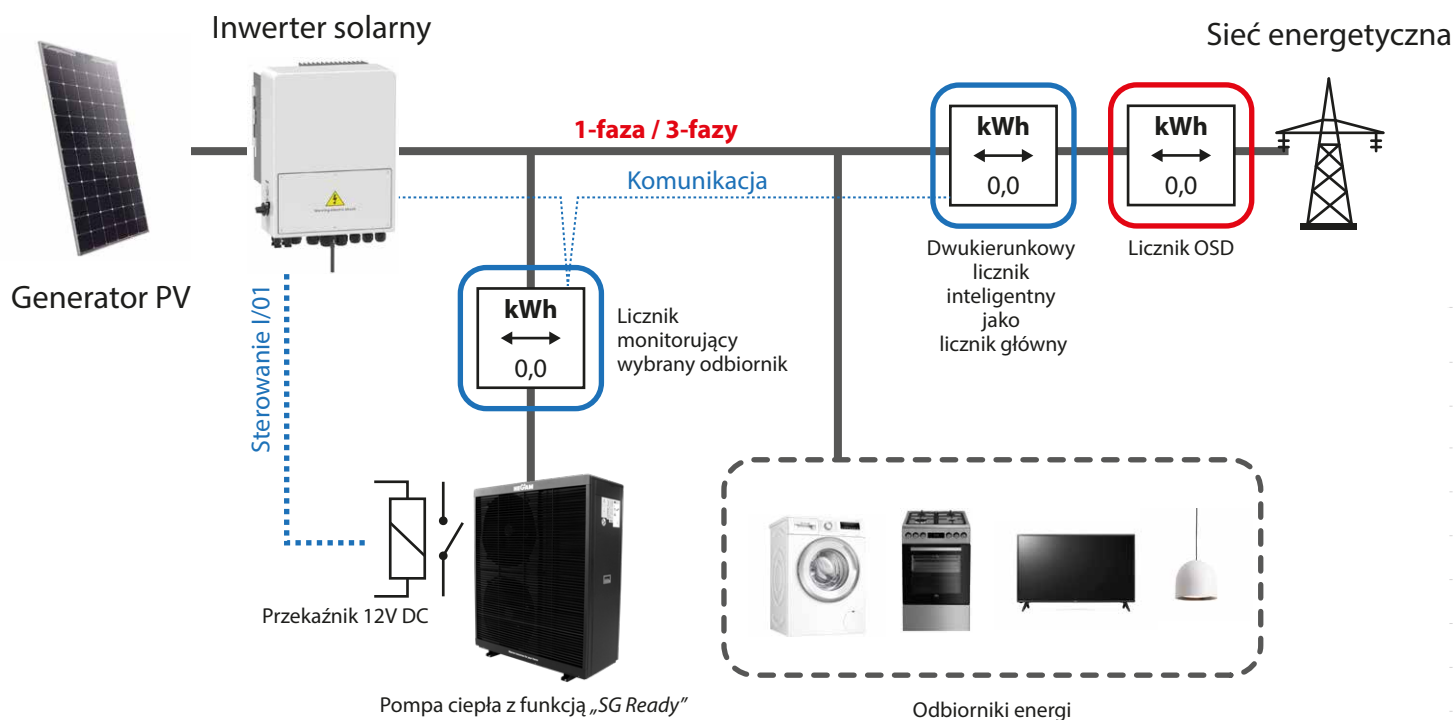 Inwerter solarny
Sieć energetyczna
Generator PV
1-faza / 3-fazy
Komunikacja
kWh
0,0
Dwukierunkowy
licznik
inteligentny
jako
licznik główny
kWh
0,0
Licznik OSD
Sterowanie I/01
kWh
0,0
Licznik
monitorujący
wybrany odbiornik
Przekaźnik 12V DC
Pompa ciepła z funkcją „SG Ready”
Odbiorniki energi